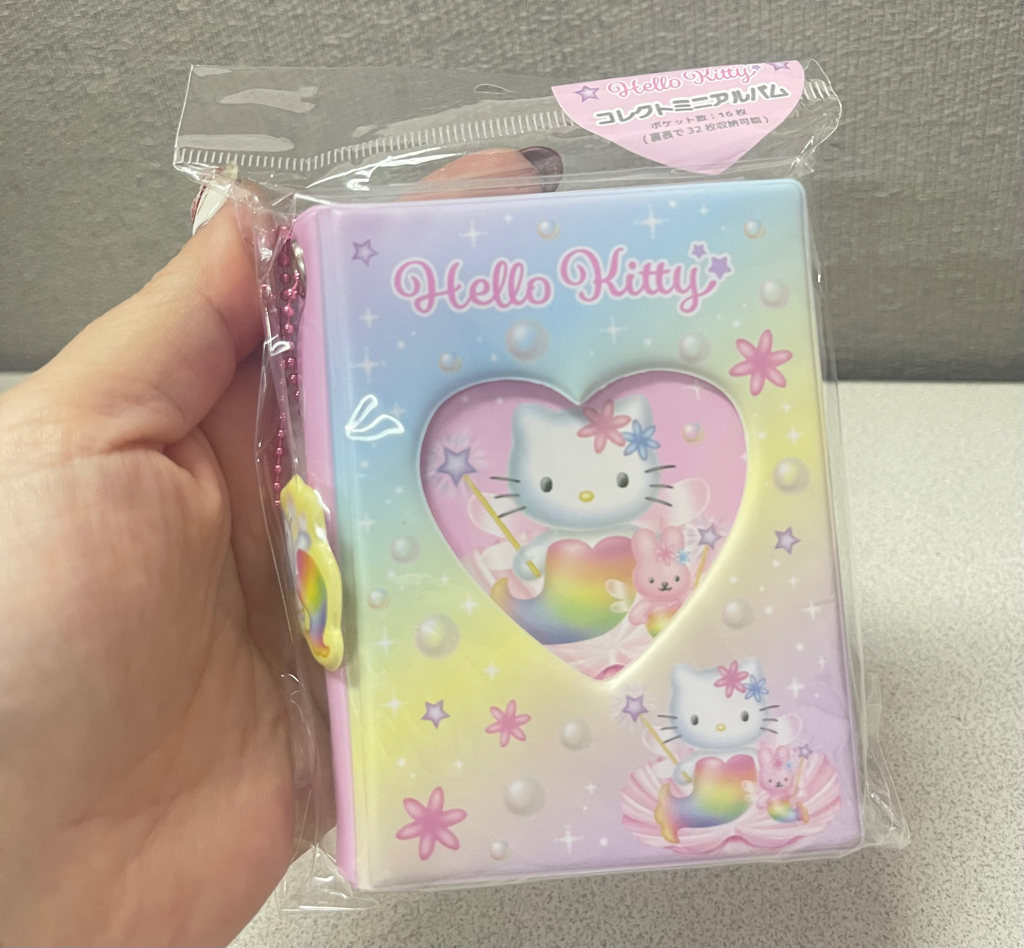 Hello Kitty
コレクトミニアルバム
ポケット数：16枚
(裏表で32枚収納可能)
Hello Kitty